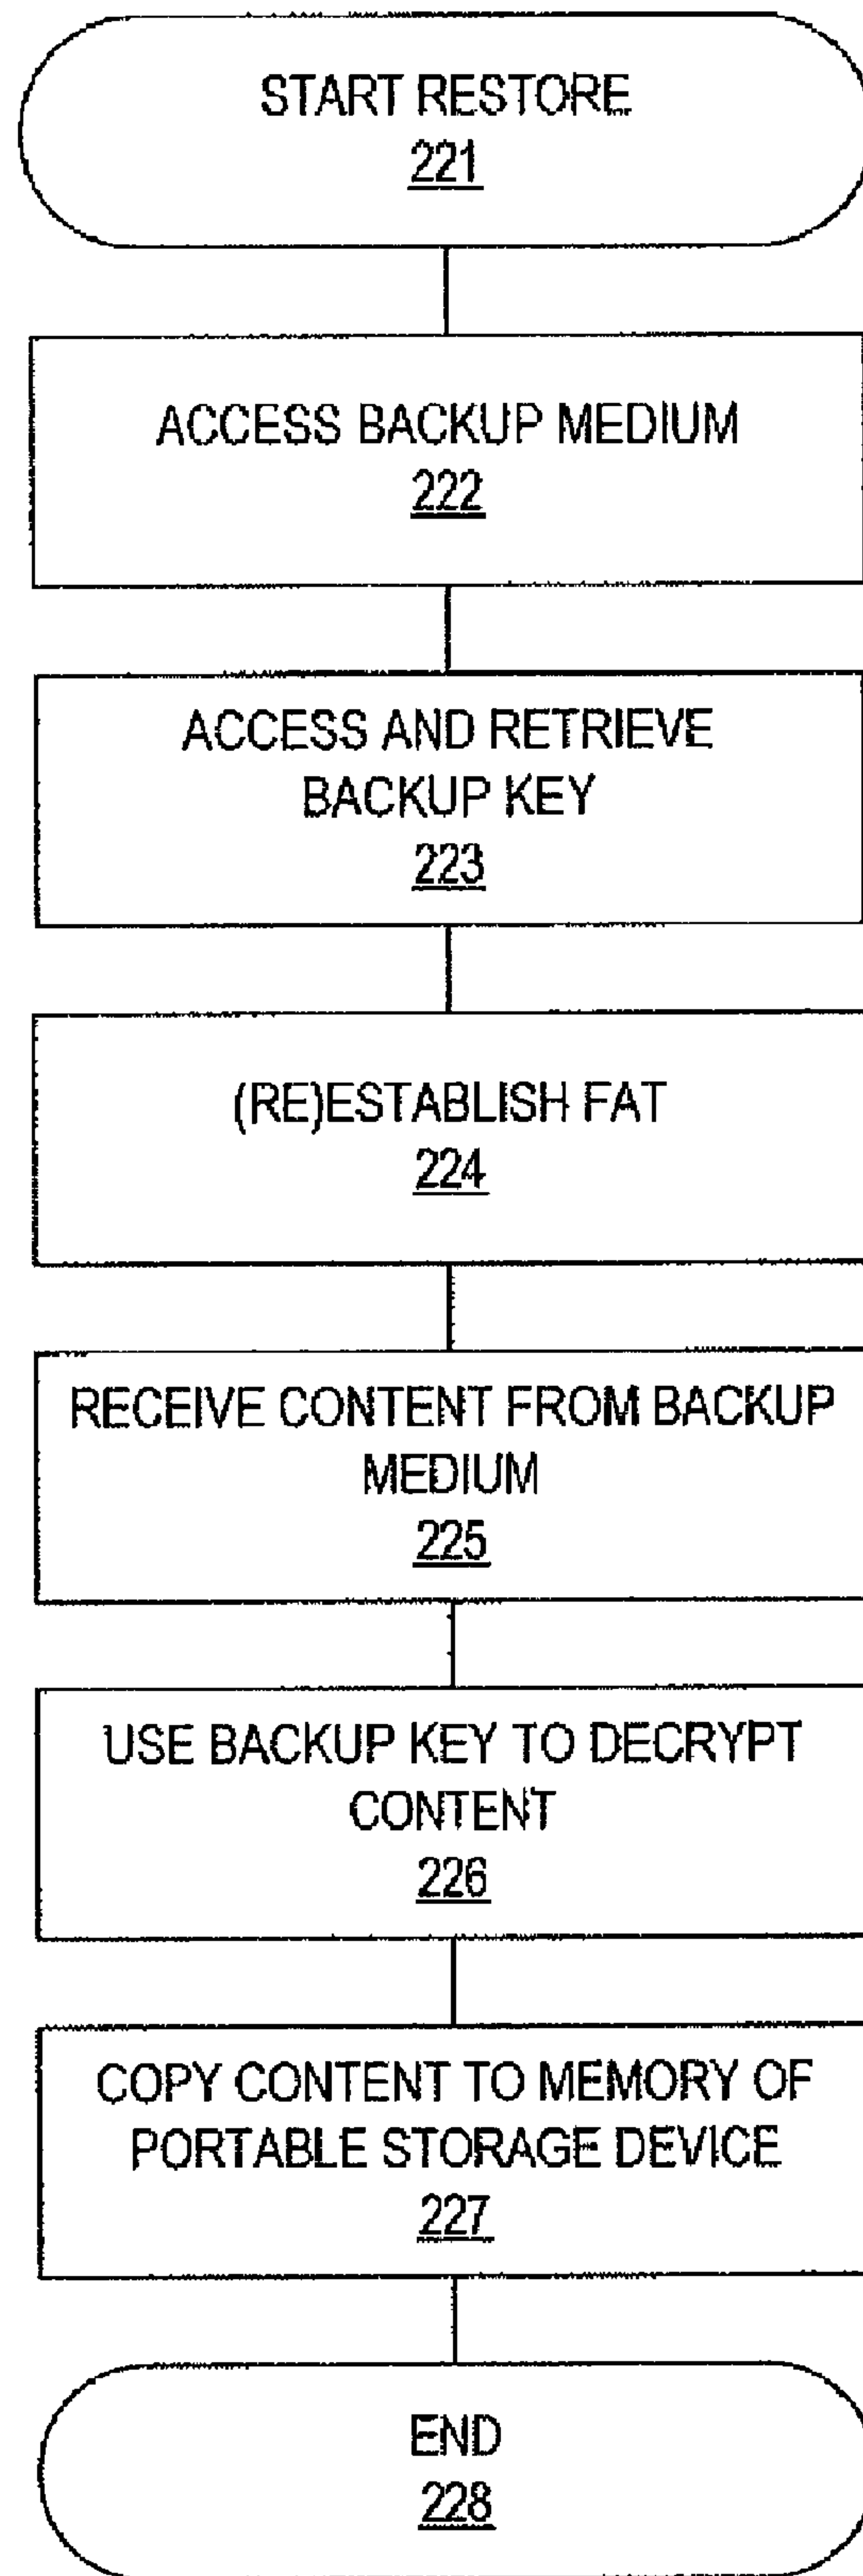 START RESTORE
221
ACCESS BACKUP MEDIUM
222
ACCESS AND RETRIEVE
BACKUP KEY
223
(RE)ESTABLISH FAT
224
RECEIVE CONTENT FROM BACKUP
MEDIUM
225
USE BACKUP KEY TO DECRYPT
CONTENT
226
COPY CONTENT TO MEMORY OF
PORTABLE STORAGE DEVICE
227
END
228